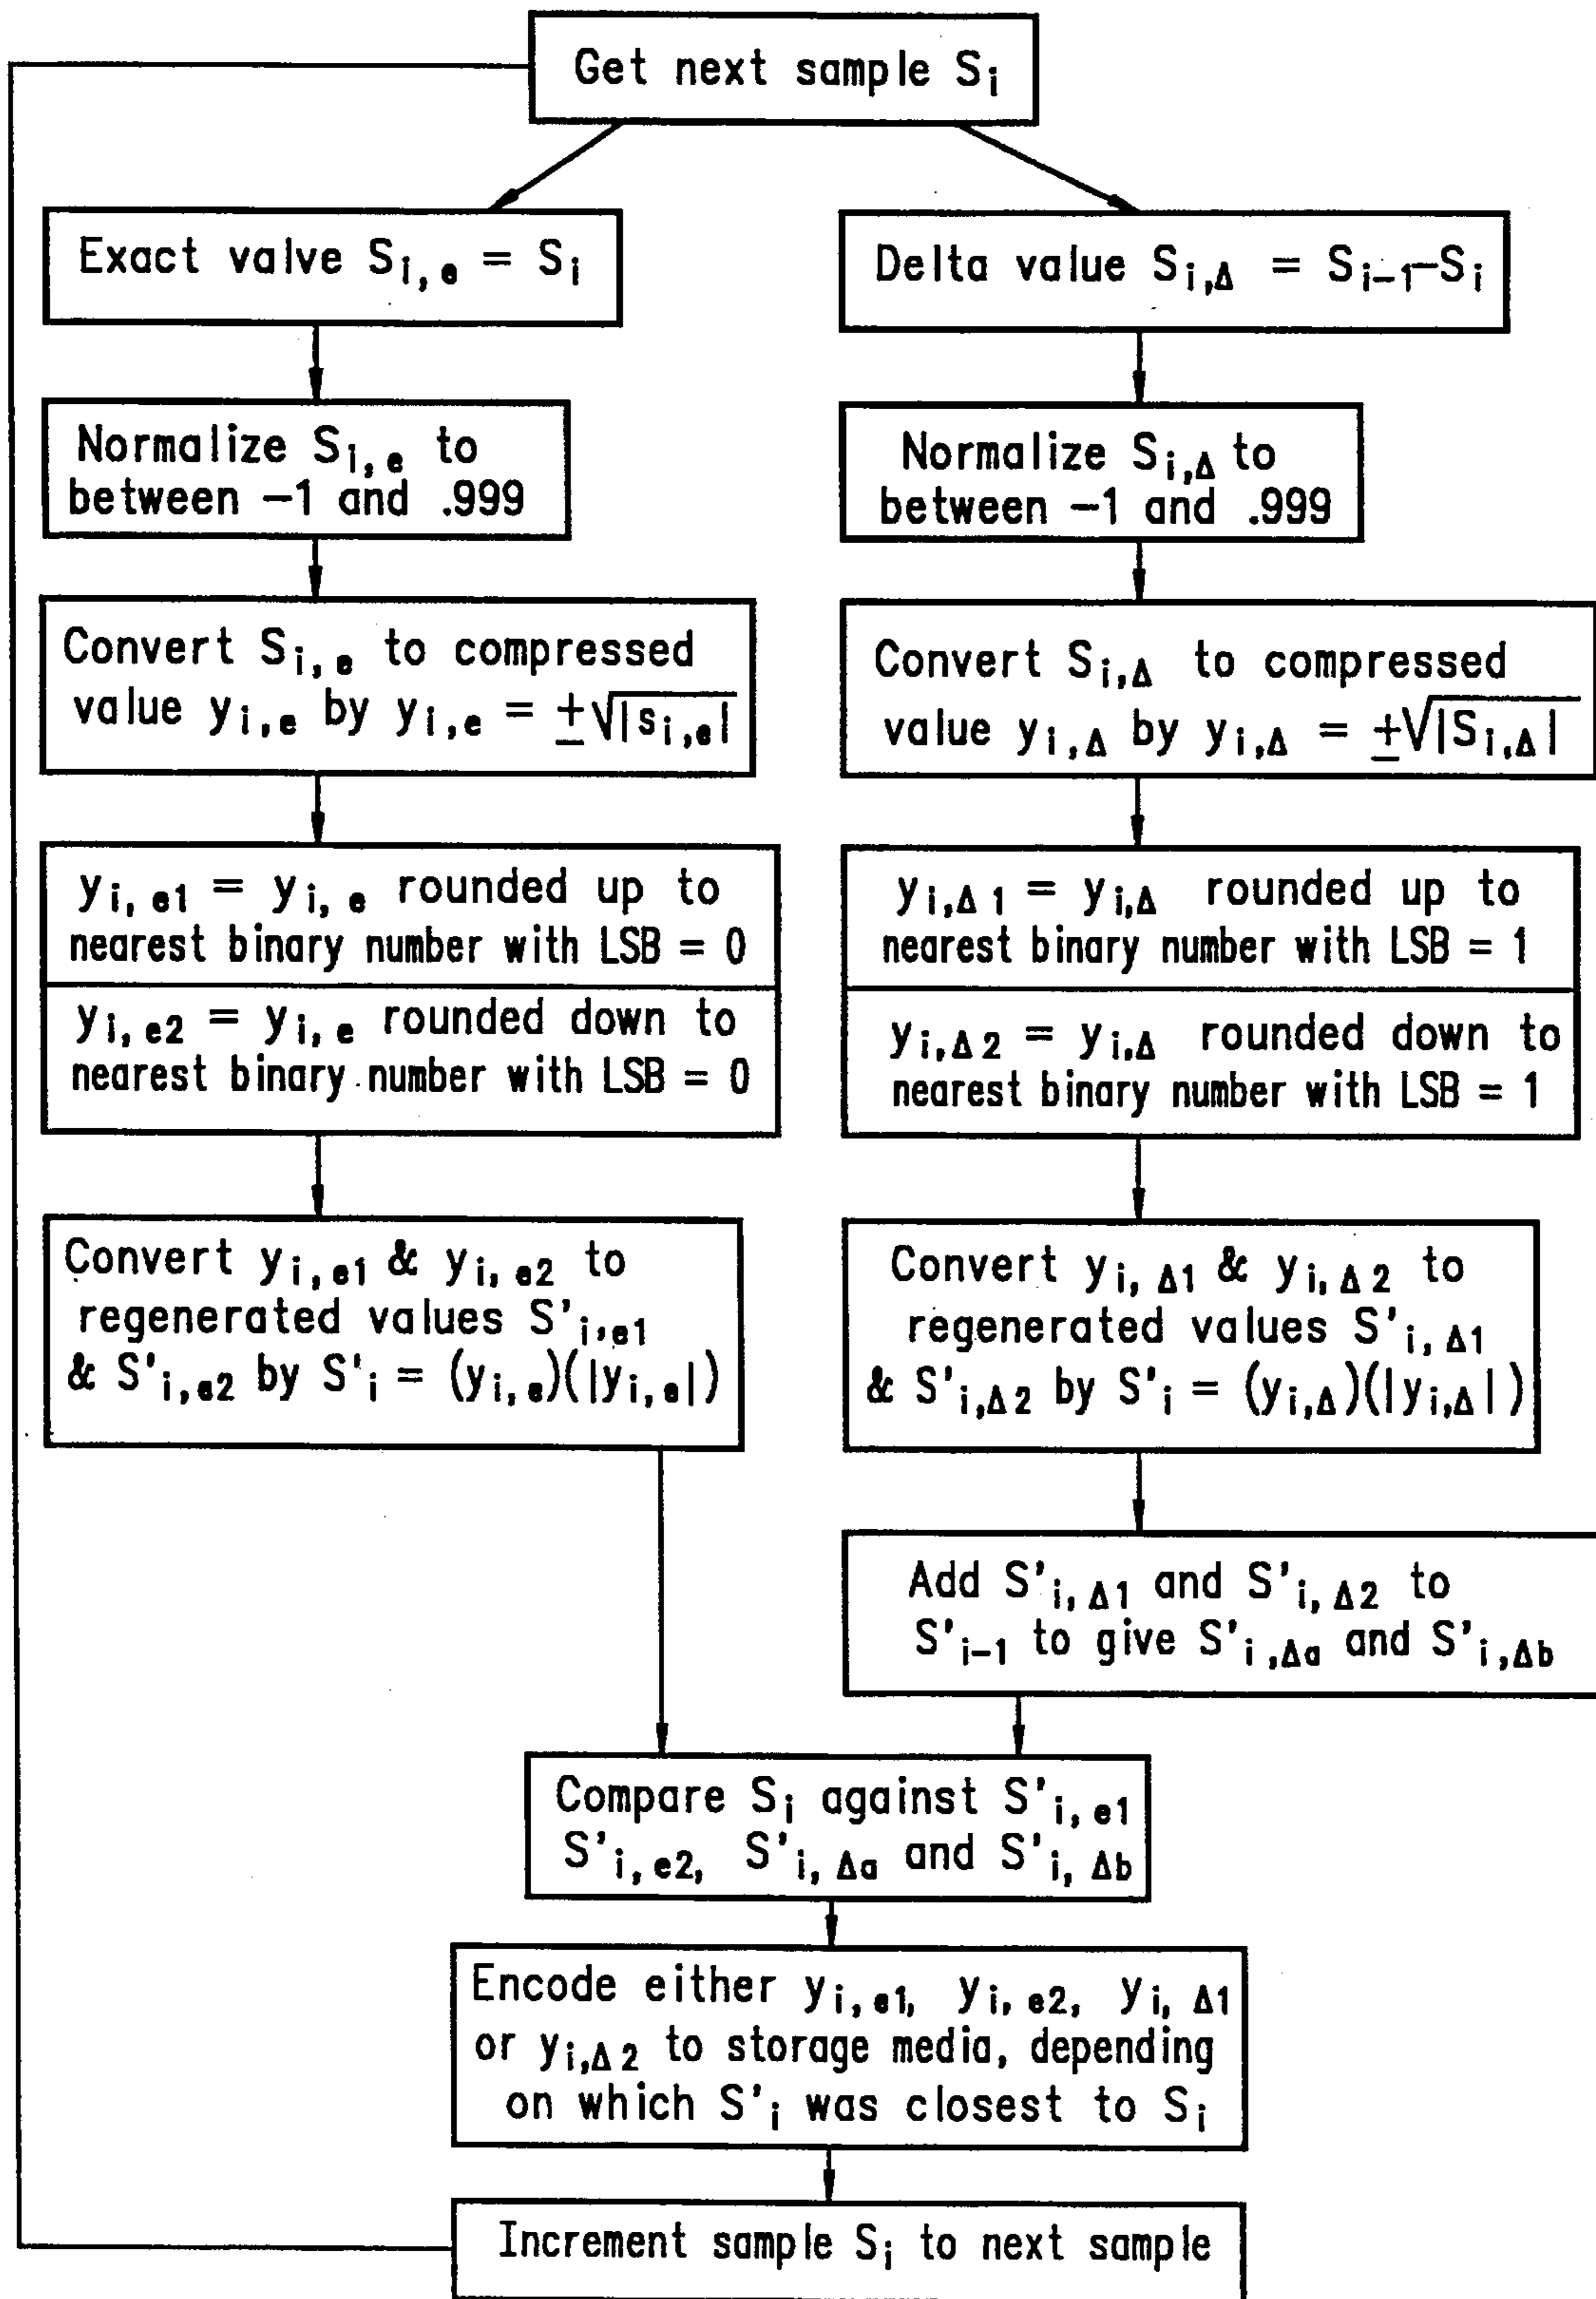 Get next sample Sᵢ
Exact valve Sᵢ,ₑ = Sᵢ
Delta value Sᵢ,Δ = Sᵢ₋₁–Sᵢ
Normalize Sᵢ,ₑ to
between –1 and .999
Normalize Sᵢ,Δ to
between –1 and .999
Convert Sᵢ,ₑ to compressed
value yᵢ,ₑ by yᵢ,ₑ = ±√|sᵢ,ₑ|
Convert Sᵢ,Δ to compressed
value yᵢ,Δ by yᵢ,Δ = ±√|Sᵢ,Δ|
yᵢ,ₑ₁ = yᵢ,ₑ rounded up to
nearest binary number with LSB = 0
yᵢ,ₑ₂ = yᵢ,ₑ rounded down to
nearest binary number with LSB = 0
yᵢ,Δ1 = yᵢ,Δ rounded up to
nearest binary number with LSB = 1
yᵢ,Δ2 = yᵢ,Δ rounded down to
nearest binary number with LSB = 1
Convert yᵢ,ₑ₁ & yᵢ,ₑ₂ to
regenerated values S'ᵢ,ₑ₁
& S'ᵢ,ₑ₂ by S'ᵢ = (yᵢ,ₑ)(|yᵢ,ₑ|)
Convert yᵢ,Δ1 & yᵢ,Δ2 to
regenerated values S'ᵢ,Δ1
& S'ᵢ,Δ2 by S'ᵢ = (yᵢ,Δ)(|yᵢ,Δ|)
Add S'ᵢ,Δ1 and S'ᵢ,Δ2 to
S'ᵢ₋₁ to give S'ᵢ,Δa and S'ᵢ,Δb
Compare Sᵢ against S'ᵢ,ₑ₁
S'ᵢ,ₑ₂, S'ᵢ,Δa and S'ᵢ,Δb
Encode either yᵢ,ₑ₁, yᵢ,ₑ₂, yᵢ,Δ1
or yᵢ,Δ2 to storage media, depending
on which S'ᵢ was closest to Sᵢ
Increment sample Sᵢ to next sample